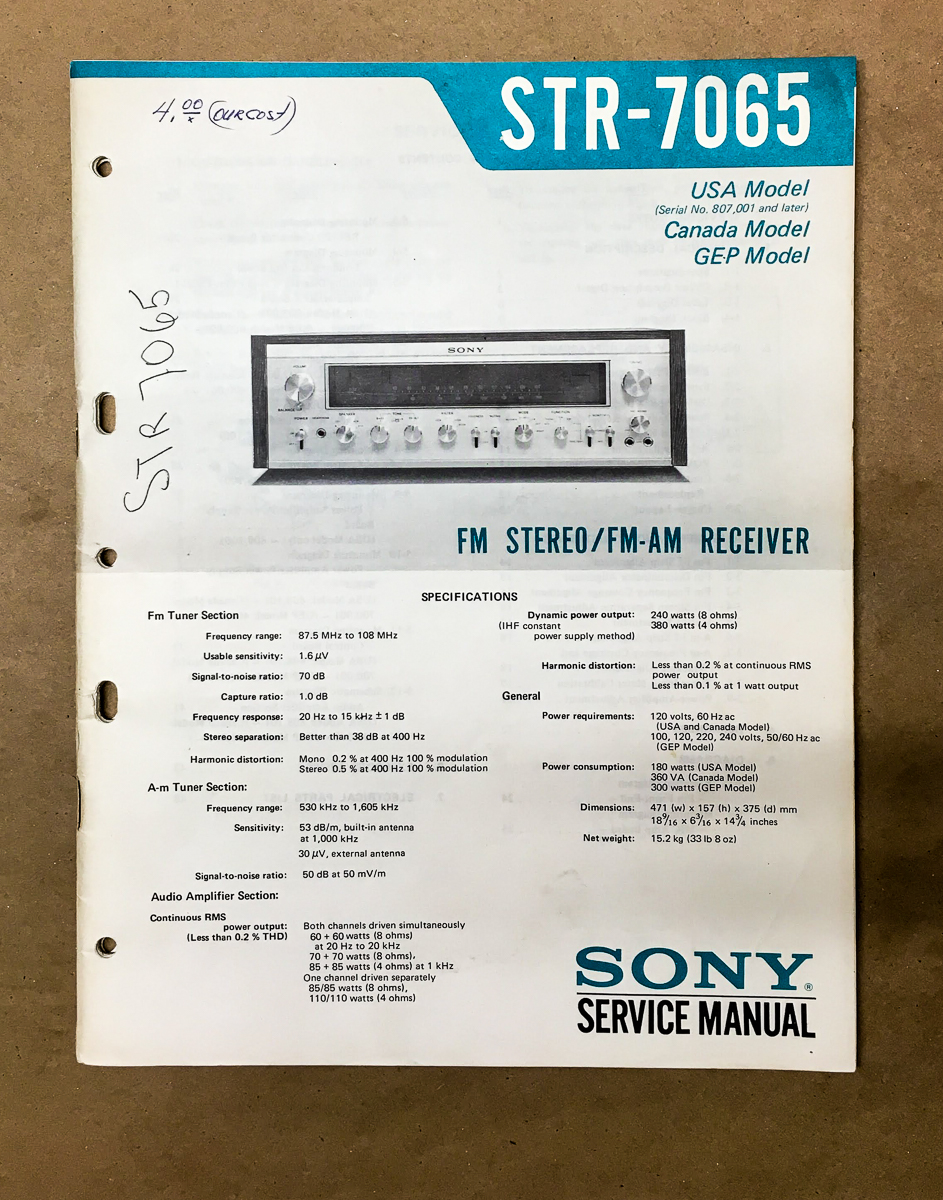 4.00 (OUR COST)
x
STR-7065
USA Model
(Serial No. 807,001 and later)
Canada Model
GEP Model
STR 7065
SONY
VOLUME
BALANCE
POWER
SPEAKER
TONE
FILTER
MODE
FUNCTION
FM STEREO/FM-AM RECEIVER
SPECIFICATIONS
Fm Tuner Section
Frequency range: 87.5 MHz to 108 MHz
Usable sensitivity: 1.6 µV
Signal-to-noise ratio: 70 dB
Capture ratio: 1.0 dB
Frequency response: 20 Hz to 15 kHz ± 1 dB
Stereo separation: Better than 38 dB at 400 Hz
Harmonic distortion: Mono 0.2 % at 400 Hz 100 % modulation
Stereo 0.5 % at 400 Hz 100 % modulation
A-m Tuner Section:
Frequency range: 530 kHz to 1,605 kHz
Sensitivity: 53 dB/m, built-in antenna
at 1,000 kHz
30 µV, external antenna
Signal-to-noise ratio: 50 dB at 50 mV/m
Audio Amplifier Section:
Continuous RMS
power output: Both channels driven simultaneously
(Less than 0.2 % THD) 60 + 60 watts (8 ohms)
at 20 Hz to 20 kHz
70 + 70 watts (8 ohms),
85 + 85 watts (4 ohms) at 1 kHz
One channel driven separately
85/85 watts (8 ohms),
110/110 watts (4 ohms)
Dynamic power output: 240 watts (8 ohms)
(IHF constant 380 watts (4 ohms)
power supply method)
Harmonic distortion: Less than 0.2 % at continuous RMS
power output
Less than 0.1 % at 1 watt output
General
Power requirements: 120 volts, 60 Hz ac
(USA and Canada Model)
100, 120, 220, 240 volts, 50/60 Hz ac
(GEP Model)
Power consumption: 180 watts (USA Model)
360 VA (Canada Model)
300 watts (GEP Model)
Dimensions: 471 (w) x 157 (h) x 375 (d) mm
18 9/16 x 6 3/16 x 14 3/4 inches
Net weight: 15.2 kg (33 lb 8 oz)
SONY®
SERVICE MANUAL